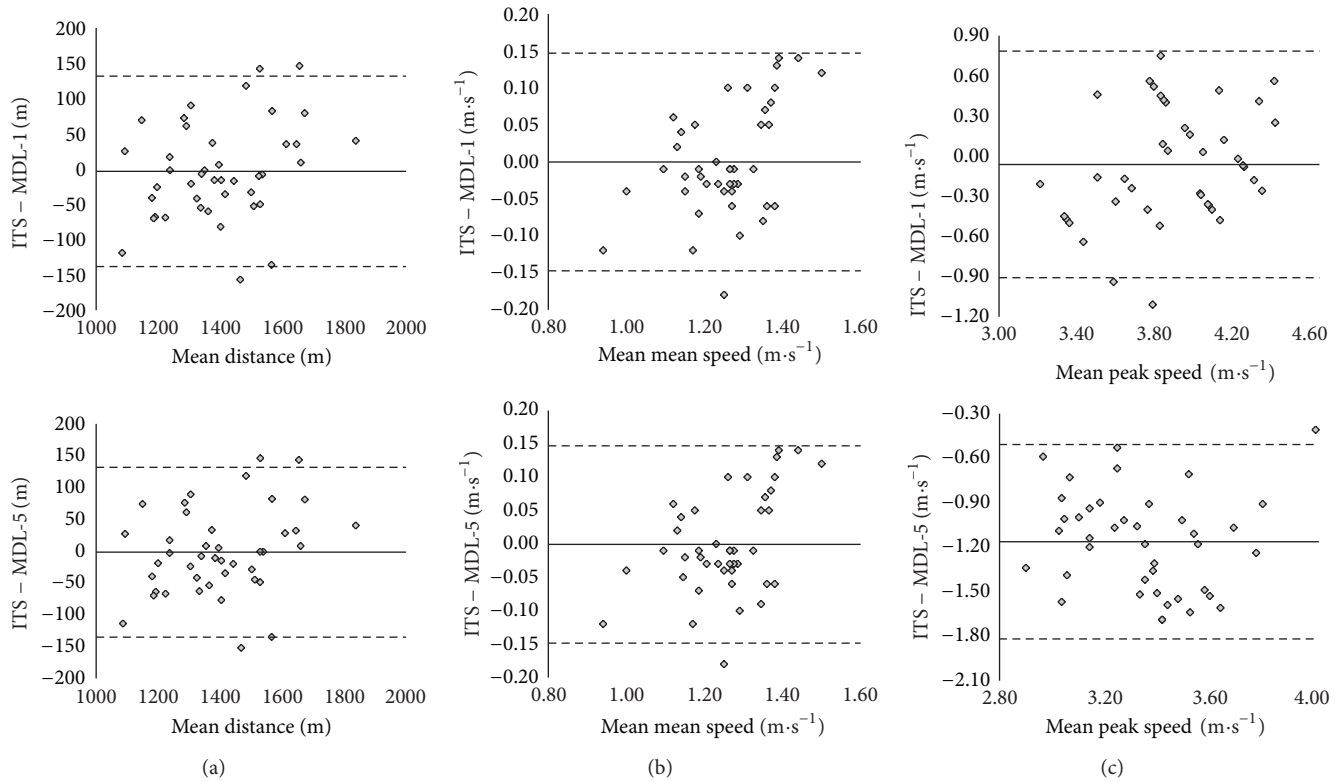 ITS – MDL-1 (m)
200
150
100
50
0
−50
−100
−150
−200
1000 1200 1400 1600 1800 2000
Mean distance (m)
ITS – MDL-1 (m·s−1)
0.20
0.15
0.10
0.05
0.00
−0.05
−0.10
−0.15
−0.20
0.80 1.00 1.20 1.40 1.60
Mean mean speed (m·s−1)
ITS – MDL-1 (m·s−1)
0.90
0.60
0.30
0.00
−0.30
−0.60
−0.90
−1.20
3.00 3.40 3.80 4.20 4.60
Mean peak speed (m·s−1)
ITS – MDL-5 (m)
200
150
100
50
0
−50
−100
−150
−200
1000 1200 1400 1600 1800 2000
Mean distance (m)
(a)
ITS – MDL-5 (m·s−1)
0.20
0.15
0.10
0.05
0.00
−0.05
−0.10
−0.15
−0.20
0.80 1.00 1.20 1.40 1.60
Mean mean speed (m·s−1)
(b)
ITS – MDL-5 (m·s−1)
−0.30
−0.60
−0.90
−1.20
−1.50
−1.80
−2.10
2.80 3.20 3.60 4.00
Mean peak speed (m·s−1)
(c)